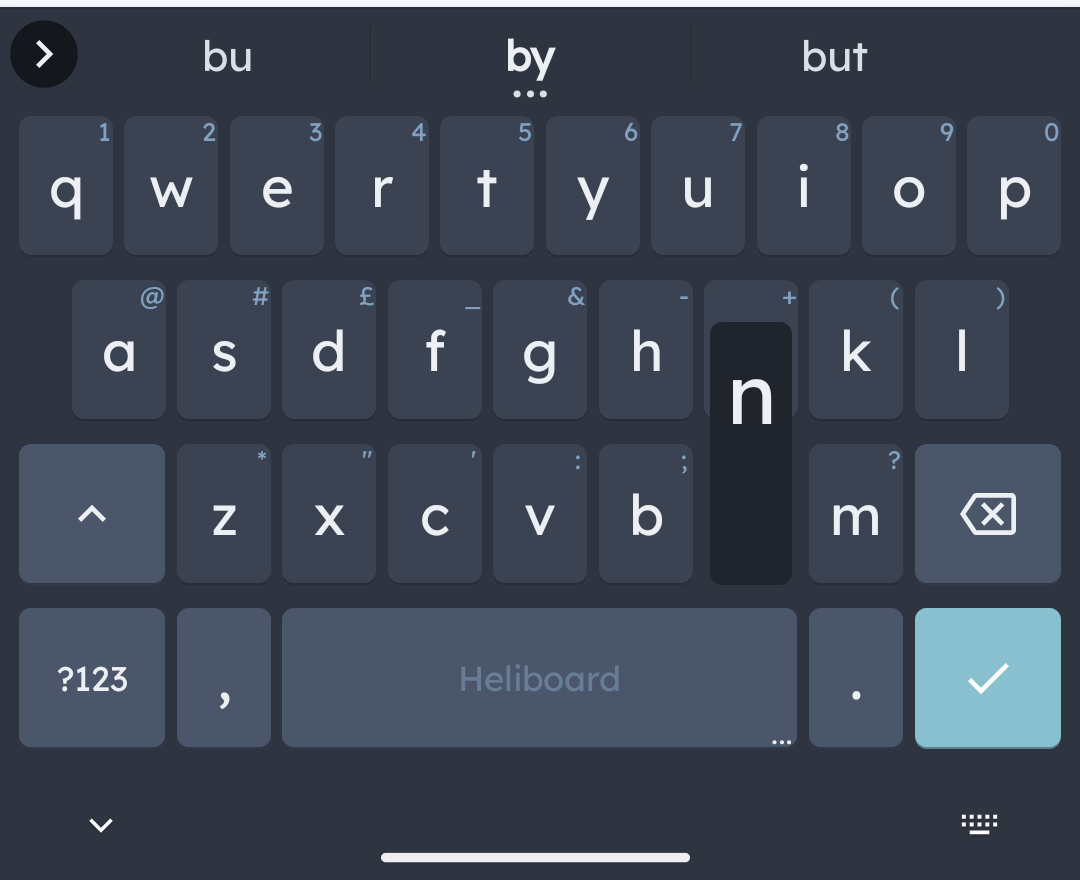 bu by but
1 2 3 4 5 6 7 8 9 0
q w e r t y u i o p
@ # £ _ & - + ( )
a s d f g h k l
n
* " ' : ; ?
z x c v b m
?123 , Heliboard .